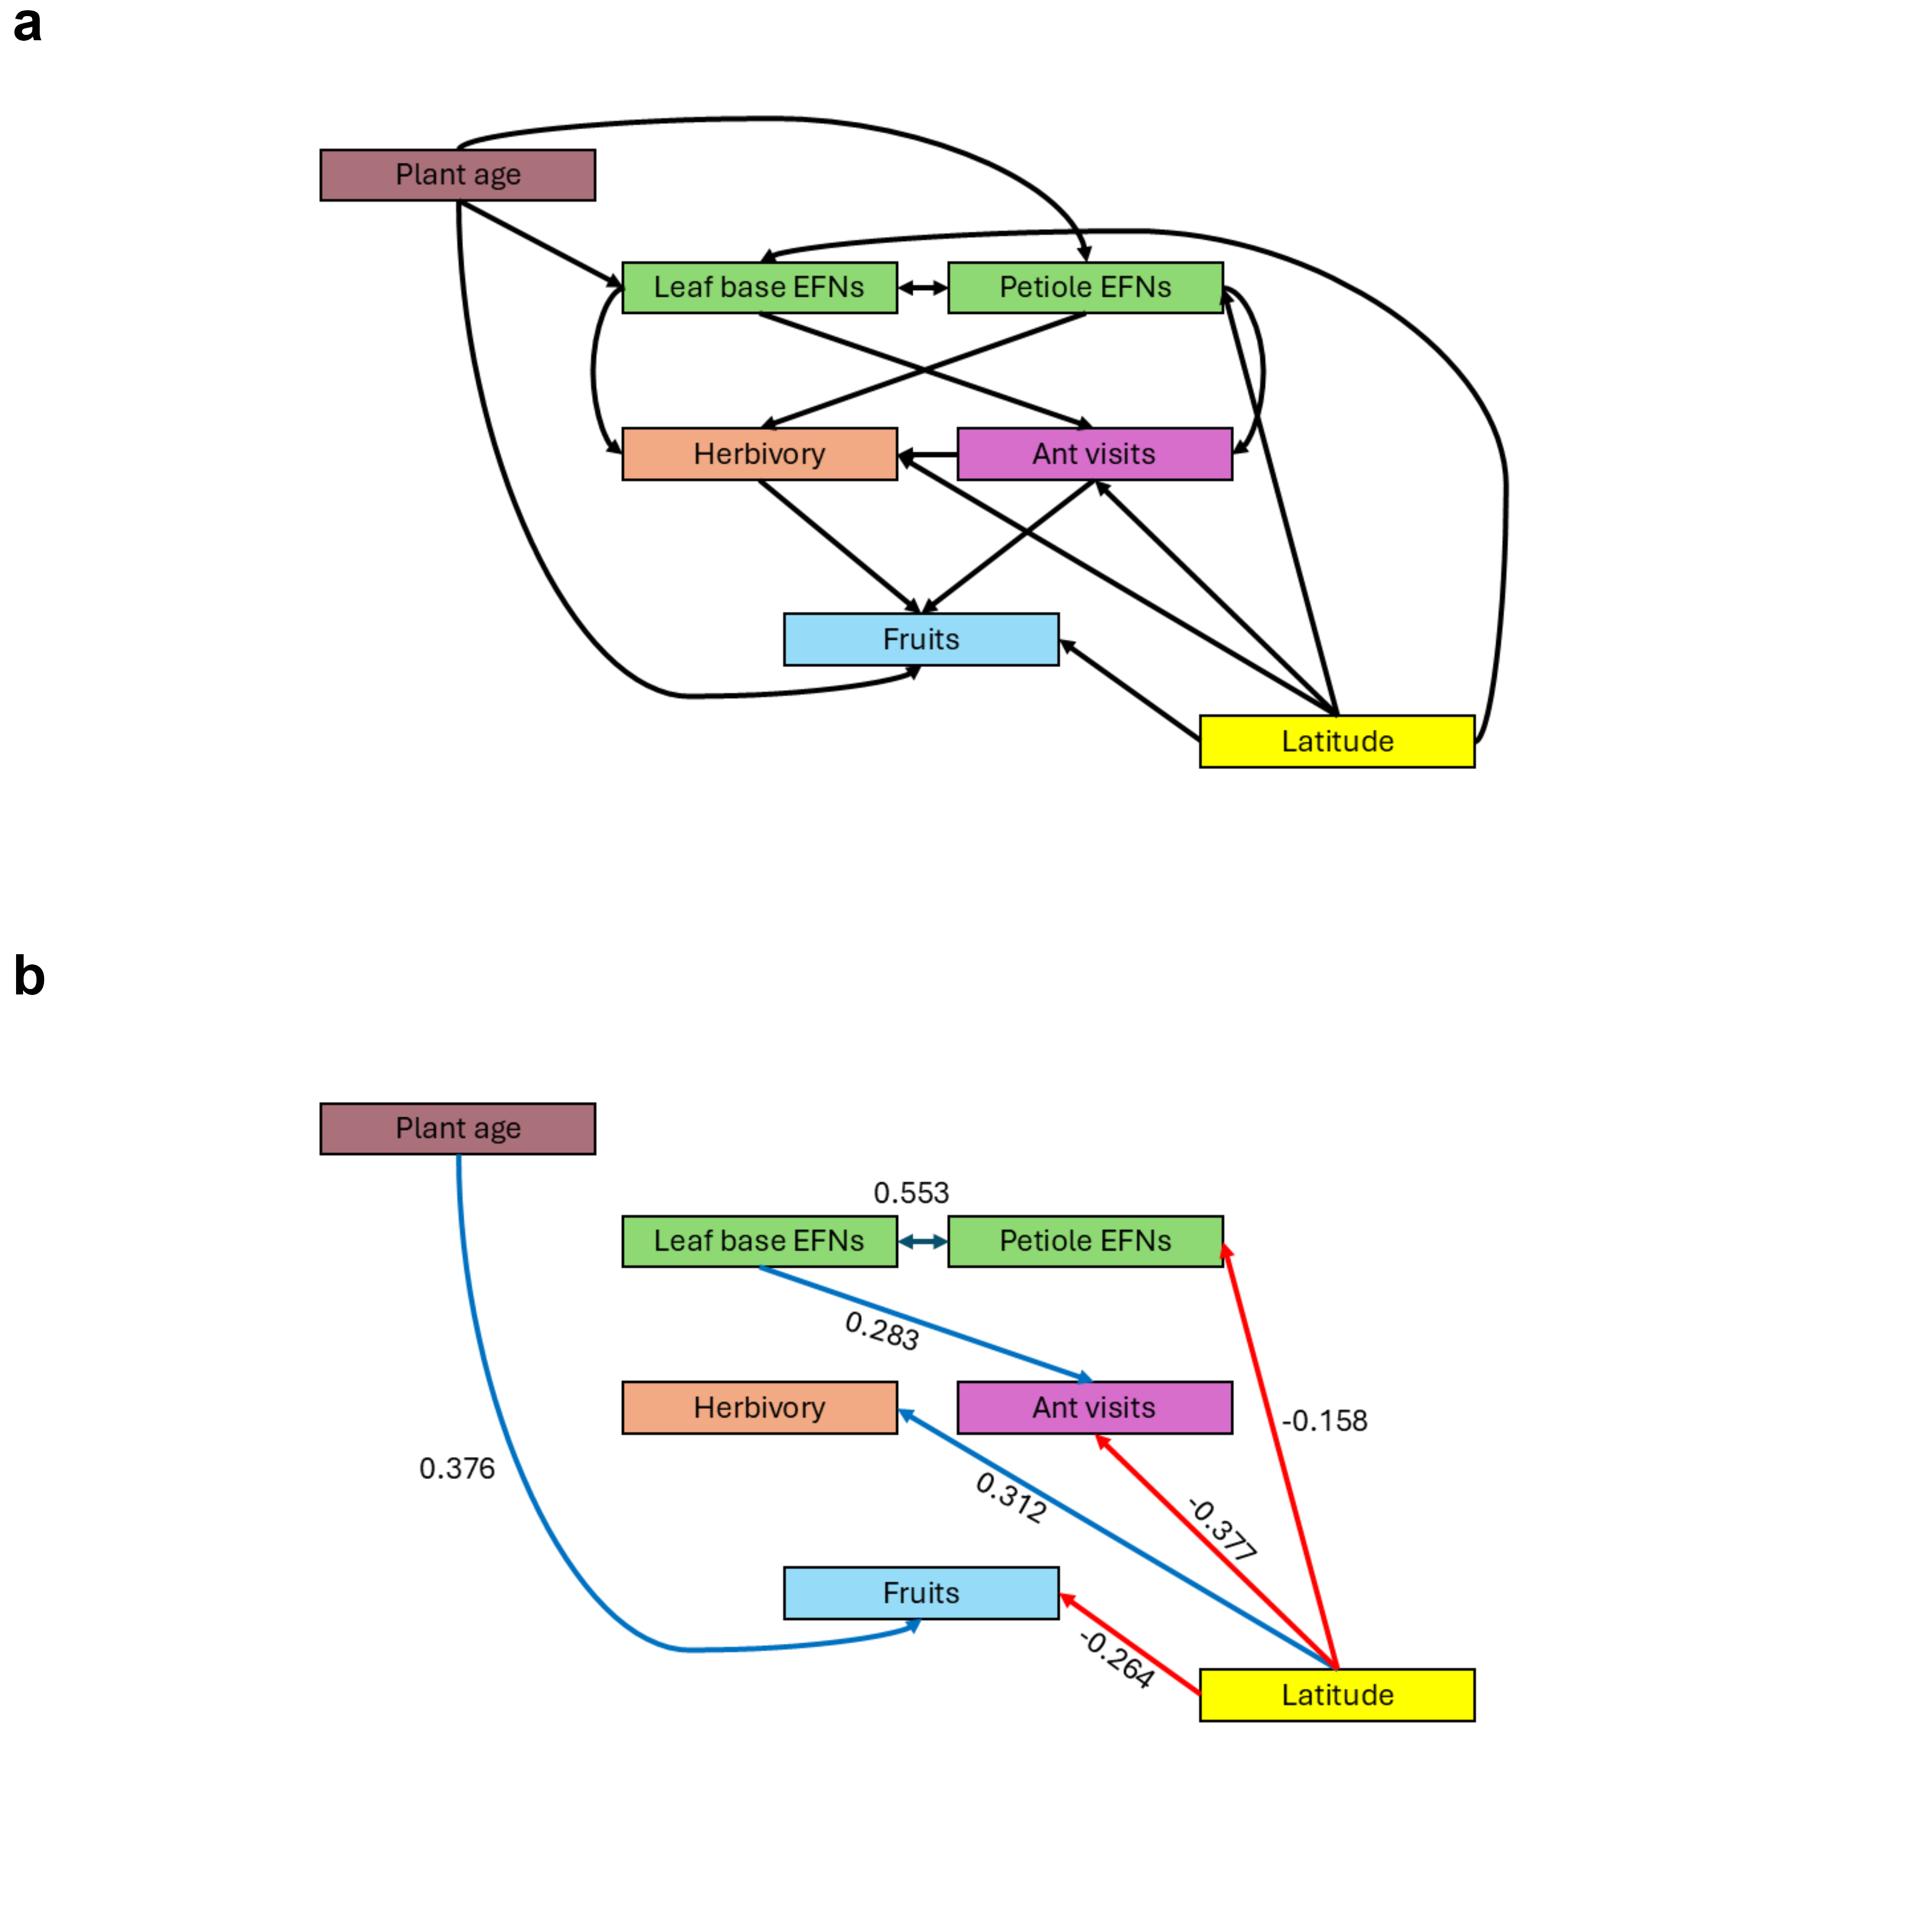 a
Plant age
Leaf base EFNs
Petiole EFNs
Herbivory
Ant visits
Fruits
Latitude
b
Plant age
0.553
Leaf base EFNs
Petiole EFNs
0.283
Herbivory
Ant visits
-0.158
0.376
0.312
-0.377
Fruits
-0.264
Latitude